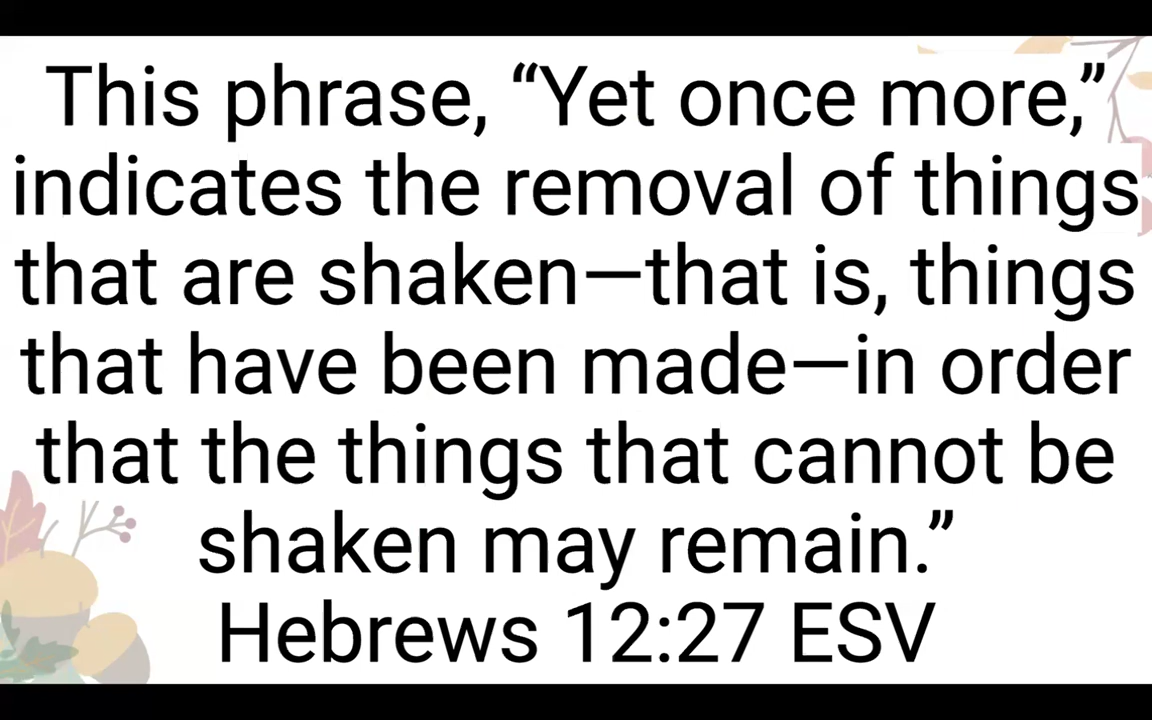 This phrase, “Yet once more,”
indicates the removal of things
that are shaken—that is, things
that have been made—in order
that the things that cannot be
shaken may remain.”
Hebrews 12:27 ESV